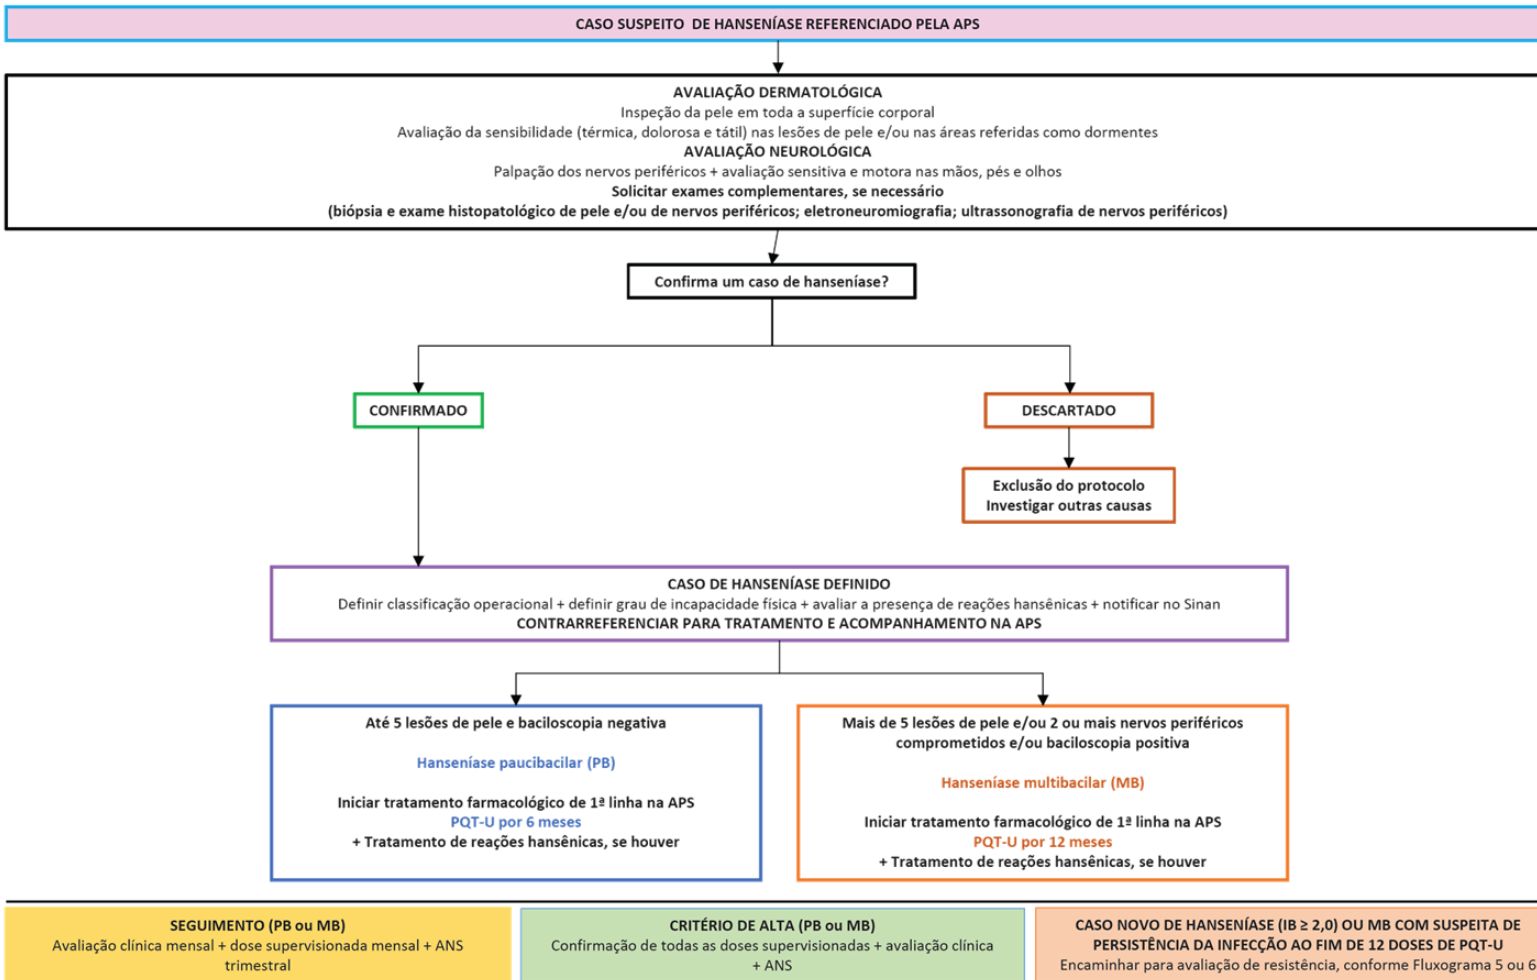 CASO SUSPEITO DE HANSENÍASE REFERENCIADO PELA APS
AVALIAÇÃO DERMATOLÓGICA
Inspeção da pele em toda a superfície corporal
Avaliação da sensibilidade (térmica, dolorosa e tátil) nas lesões de pele e/ou nas áreas referidas como dormentes
AVALIAÇÃO NEUROLÓGICA
Palpação dos nervos periféricos + avaliação sensitiva e motora nas mãos, pés e olhos
Solicitar exames complementares, se necessário
(biópsia e exame histopatológico de pele e/ou de nervos periféricos; eletroneuromiografia; ultrassonografia de nervos periféricos)
Confirma um caso de hanseníase?
CONFIRMADO
DESCARTADO
Exclusão do protocolo
Investigar outras causas
CASO DE HANSENÍASE DEFINIDO
Definir classificação operacional + definir grau de incapacidade física + avaliar a presença de reações hansênicas + notificar no Sinan
CONTRARREFERENCIAR PARA TRATAMENTO E ACOMPANHAMENTO NA APS
Até 5 lesões de pele e baciloscopia negativa
Hanseníase paucibacilar (PB)
Iniciar tratamento farmacológico de 1ª linha na APS
PQT-U por 6 meses
+ Tratamento de reações hansênicas, se houver
Mais de 5 lesões de pele e/ou 2 ou mais nervos periféricos
comprometidos e/ou baciloscopia positiva
Hanseníase multibacilar (MB)
Iniciar tratamento farmacológico de 1ª linha na APS
PQT-U por 12 meses
+ Tratamento de reações hansênicas, se houver
SEGUIMENTO (PB ou MB)
Avaliação clínica mensal + dose supervisionada mensal + ANS
trimestral
CRITÉRIO DE ALTA (PB ou MB)
Confirmação de todas as doses supervisionadas + avaliação clínica
+ ANS
CASO NOVO DE HANSENÍASE (IB ≥ 2,0) OU MB COM SUSPEITA DE
PERSISTÊNCIA DA INFECÇÃO AO FIM DE 12 DOSES DE PQT-U
Encaminhar para avaliação de resistência, conforme Fluxograma 5 ou 6